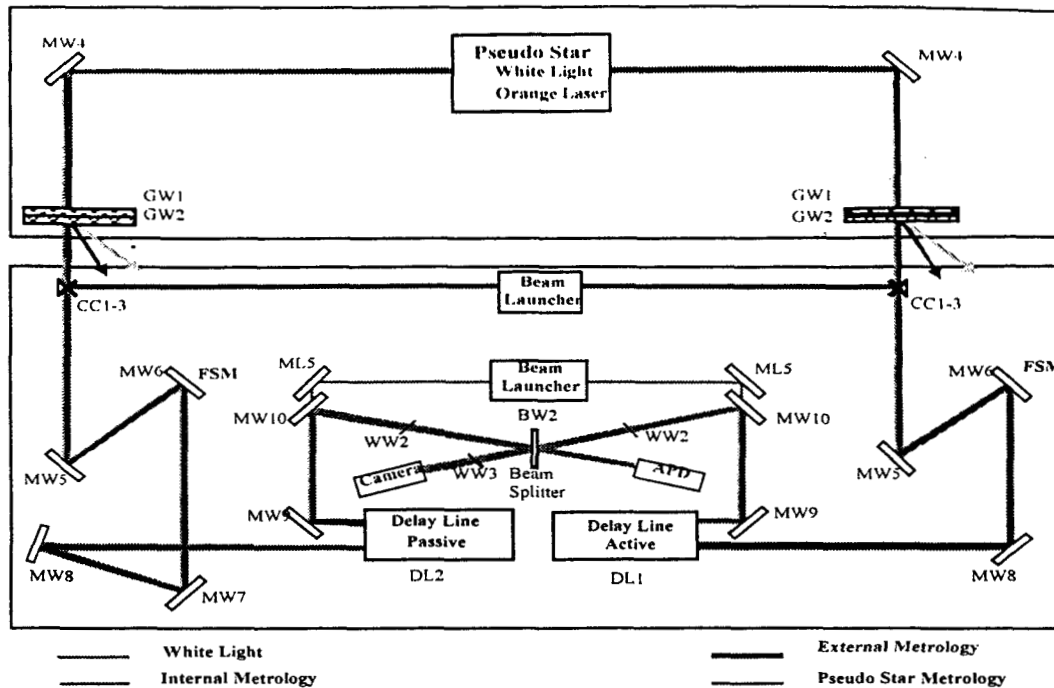 MW4
Pseudo Star
White Light
Orange Laser
MW4
GW1
GW2
GW1
GW2
CC1-3
Beam
Launcher
CC1-3
MW6
FSM
ML5
Beam
Launcher
ML5
MW6
FSM
MW10
BW2
MW10
WW2
WW2
MW5
Camera
WW3
Beam
Splitter
APD
MW5
MW9
Delay Line
Passive
Delay Line
Active
MW9
MW8
DL2
DL1
MW8
MW7
White Light
External Metrology
Internal Metrology
Pseudo Star Metrology